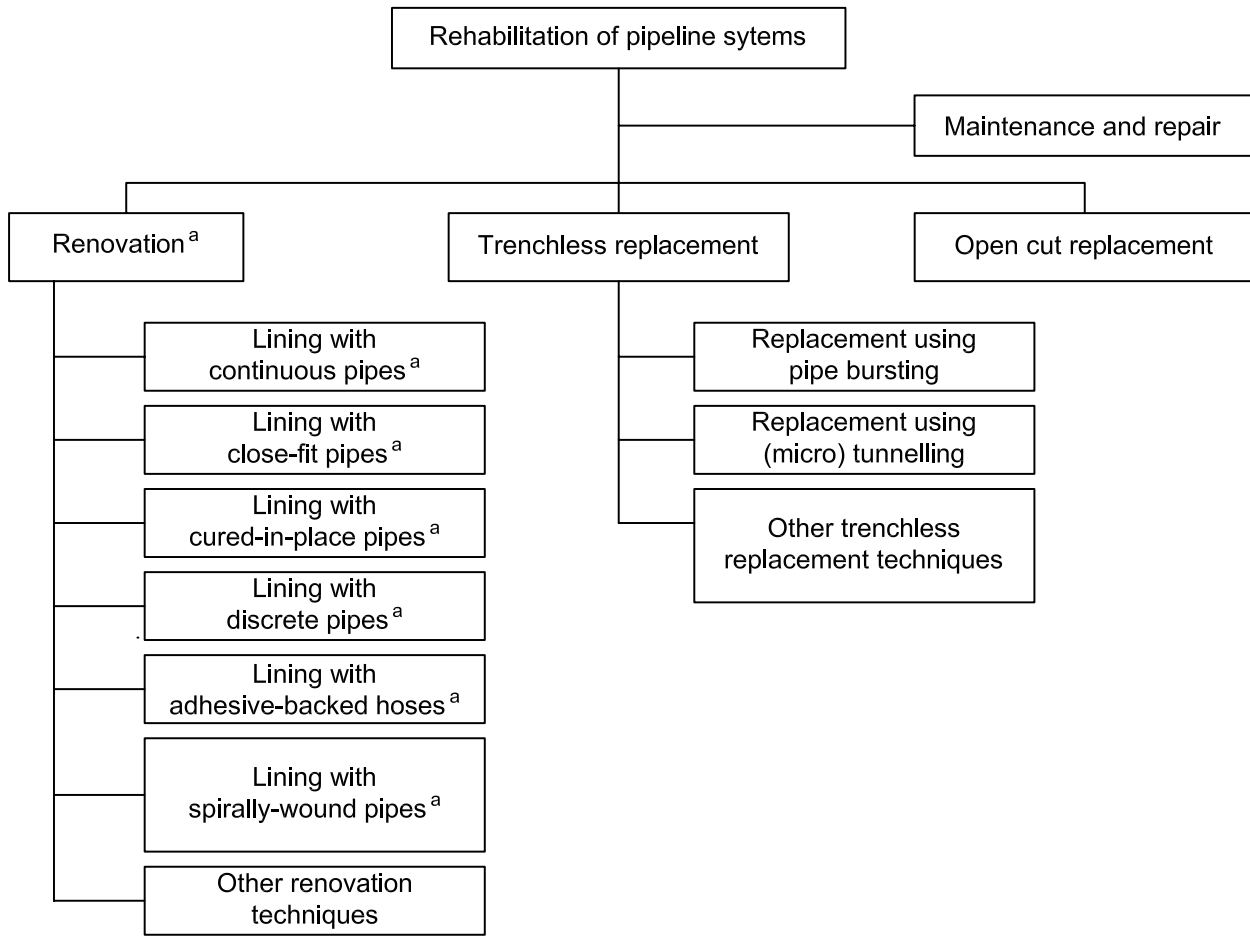 Rehabilitation of pipeline sytems
Maintenance and repair
Renovation a
Trenchless replacement
Open cut replacement
Lining with
continuous pipes a
Lining with
close-fit pipes a
Lining with
cured-in-place pipes a
Lining with
discrete pipes a
Lining with
adhesive-backed hoses a
Lining with
spirally-wound pipes a
Other renovation
techniques
Replacement using
pipe bursting
Replacement using
(micro) tunnelling
Other trenchless
replacement techniques